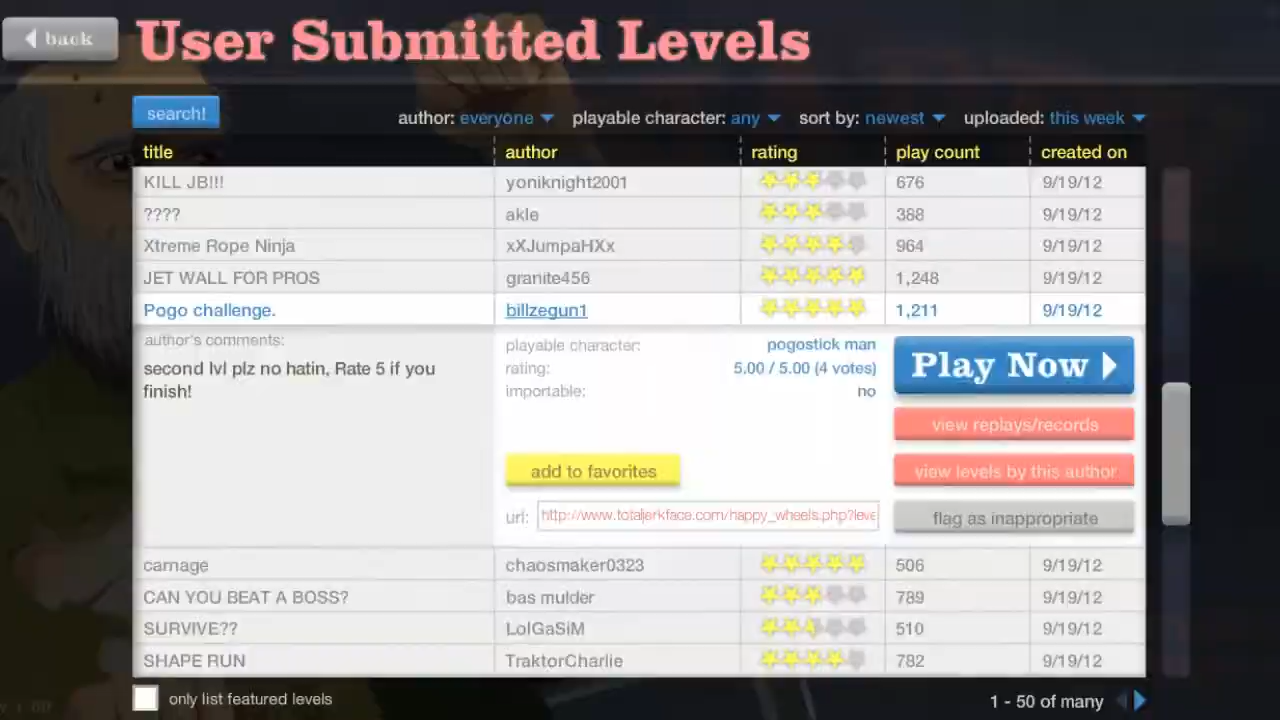 back
User Submitted Levels
search!
author: everyone playable character: any sort by: newest uploaded: this week
title author rating play count created on
KILL JB!!! yoniknight2001 676 9/19/12
???? akle 368 9/19/12
Xtreme Rope Ninja xXJumpaHXx 964 9/19/12
JET WALL FOR PROS granite456 1,248 9/19/12
Pogo challenge. billzegun1 1,211 9/19/12
author's comments:
second lvl plz no hatin, Rate 5 if you
finish!
playable character: pogostick man
rating: 5.00 / 5.00 (4 votes)
importable: no
add to favorites
url: http://www.totaljerkface.com/happy_wheels.php?leve
Play Now
view replays/records
view levels by this author
flag as inappropriate
carnage chaosmaker0323 506 9/19/12
CAN YOU BEAT A BOSS? bas mulder 789 9/19/12
SURVIVE?? LolGaSiM 510 9/19/12
SHAPE RUN TraktorCharlie 782 9/19/12
only list featured levels
1 - 50 of many